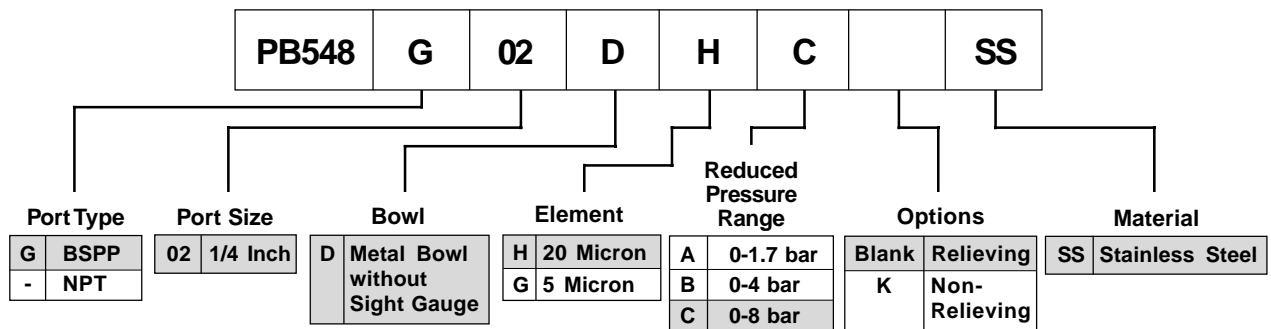 PB548 G 02 D H C SS
Port Type
G BSPP
- NPT
Port Size
02 1/4 Inch
Bowl
D Metal Bowl
without
Sight Gauge
Element
H 20 Micron
G 5 Micron
Reduced
Pressure
Range
A 0-1.7 bar
B 0-4 bar
C 0-8 bar
Options
Blank Relieving
K Non-
Relieving
Material
SS Stainless Steel